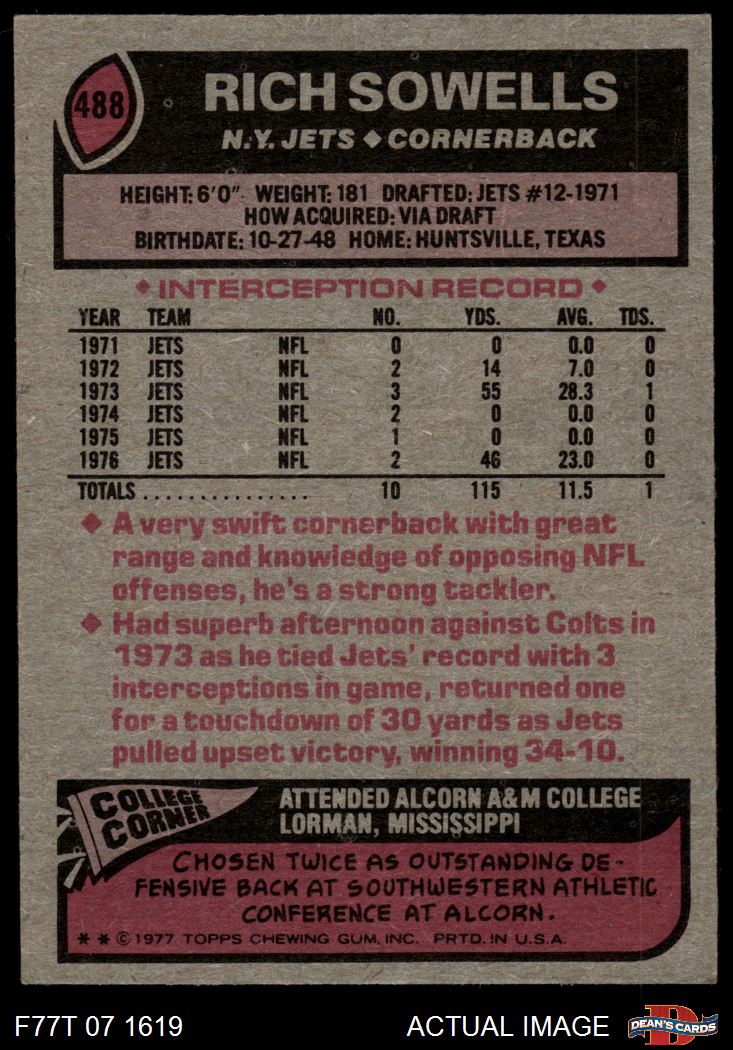 488
RICH SOWELLS
N.Y. JETS ◆ CORNERBACK
HEIGHT: 6'0" WEIGHT: 181 DRAFTED: JETS #12-1971
HOW ACQUIRED: VIA DRAFT
BIRTHDATE: 10-27-48 HOME: HUNTSVILLE, TEXAS
◆ INTERCEPTION RECORD ◆
YEAR TEAM NO. YDS. AVG. TDS.
1971 JETS NFL 0 0 0.0 0
1972 JETS NFL 2 14 7.0 0
1973 JETS NFL 3 55 28.3 1
1974 JETS NFL 2 0 0.0 0
1975 JETS NFL 1 0 0.0 0
1976 JETS NFL 2 46 23.0 0
TOTALS ............... 10 115 11.5 1
◆ A very swift cornerback with great
range and knowledge of opposing NFL
offenses, he's a strong tackler.
◆ Had superb afternoon against Colts in
1973 as he tied Jets' record with 3
interceptions in game, returned one
for a touchdown of 30 yards as Jets
pulled upset victory, winning 34-10.
COLLEGE
CORNER
ATTENDED ALCORN A&M COLLEGE
LORMAN, MISSISSIPPI
CHOSEN TWICE AS OUTSTANDING DE-
FENSIVE BACK AT SOUTHWESTERN ATHLETIC
CONFERENCE AT ALCORN.
* * © 1977 TOPPS CHEWING GUM, INC. PRTD. IN U.S.A.
F77T 07 1619 ACTUAL IMAGE
D
DEAN'S CARDS